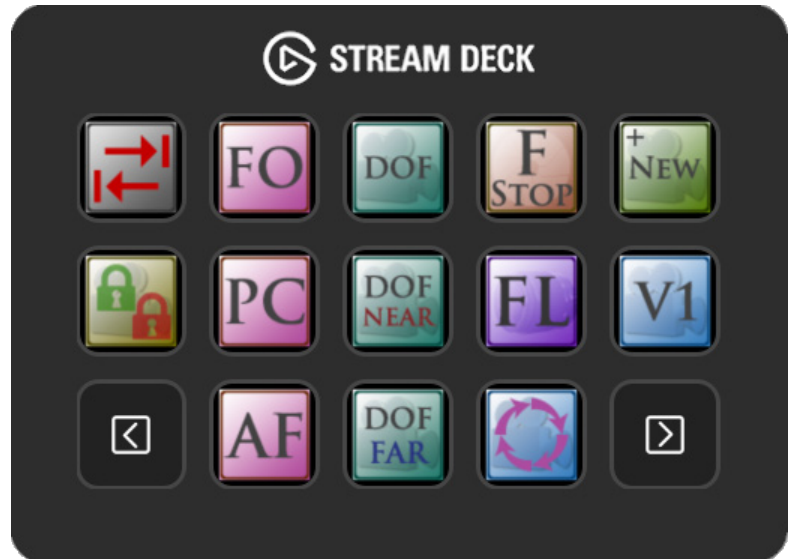 STREAM DECK
FO
DOF
F
STOP
+
NEW
PC
DOF
NEAR
FL
V1
AF
DOF
FAR